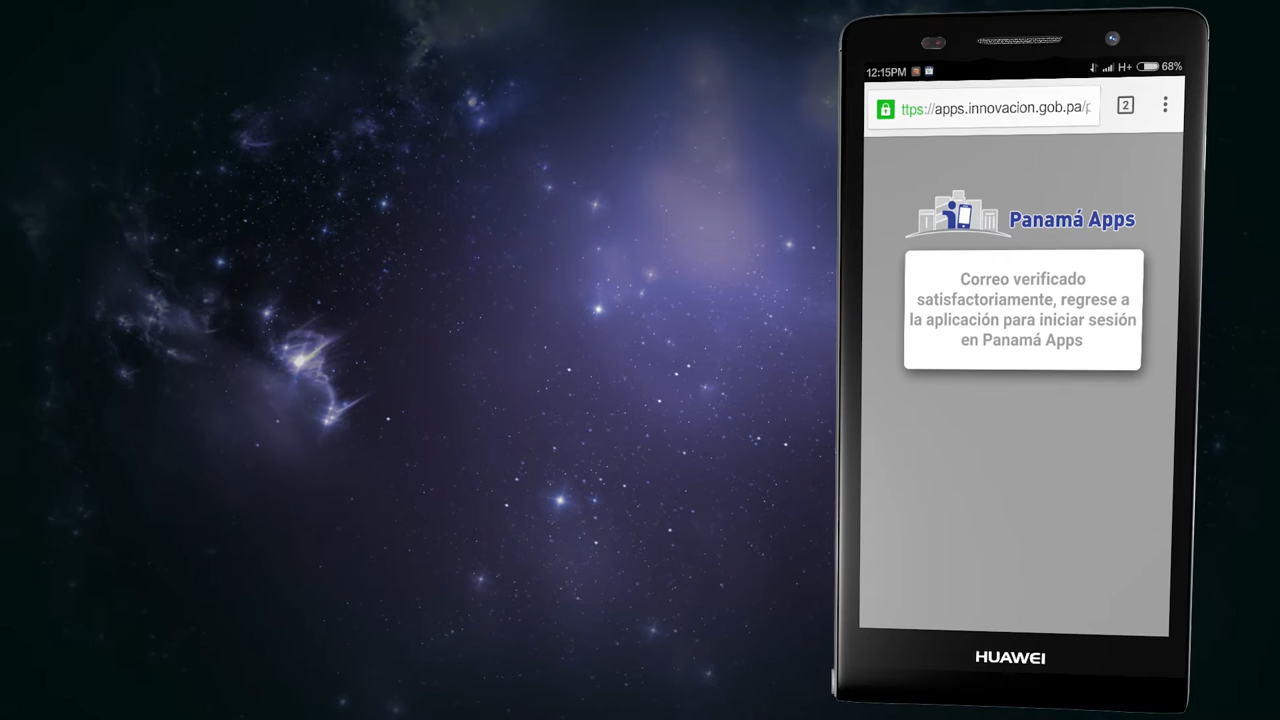 12:15PM H+ 68%
ttps://apps.innovacion.gob.pa/p 2
Panamá Apps
Correo verificado
satisfactoriamente, regrese a
la aplicación para iniciar sesión
en Panamá Apps
HUAWEI